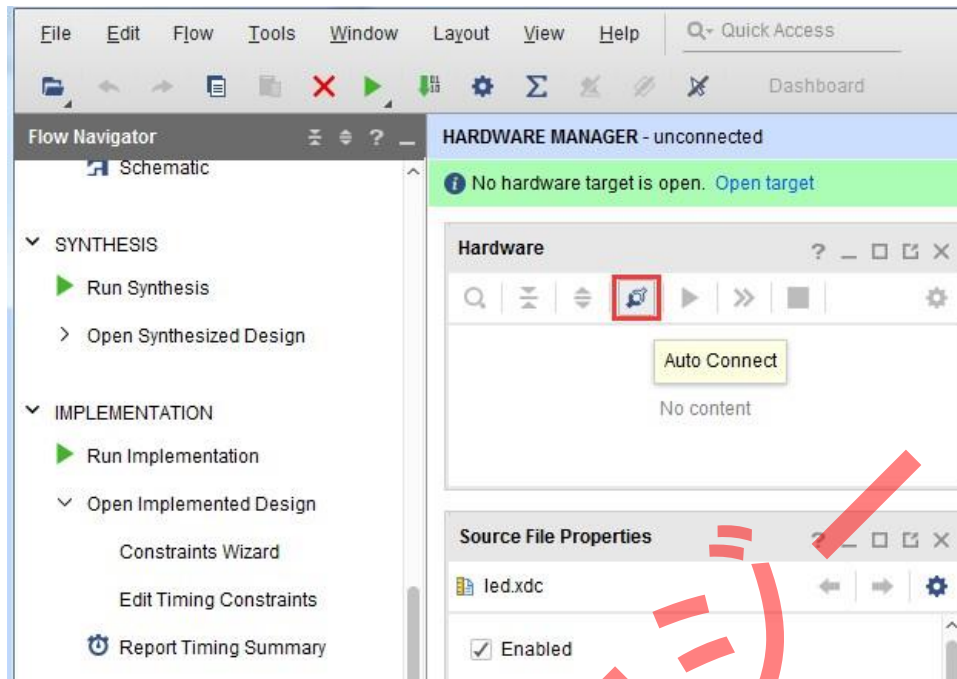 File Edit Flow Tools Window Layout View Help Quick Access
Dashboard
Flow Navigator ?
HARDWARE MANAGER - unconnected
Schematic
No hardware target is open. Open target
SYNTHESIS
Run Synthesis
Open Synthesized Design
IMPLEMENTATION
Run Implementation
Open Implemented Design
Constraints Wizard
Edit Timing Constraints
Report Timing Summary
Hardware ?
Auto Connect
No content
Source File Properties ?
led.xdc
Enabled